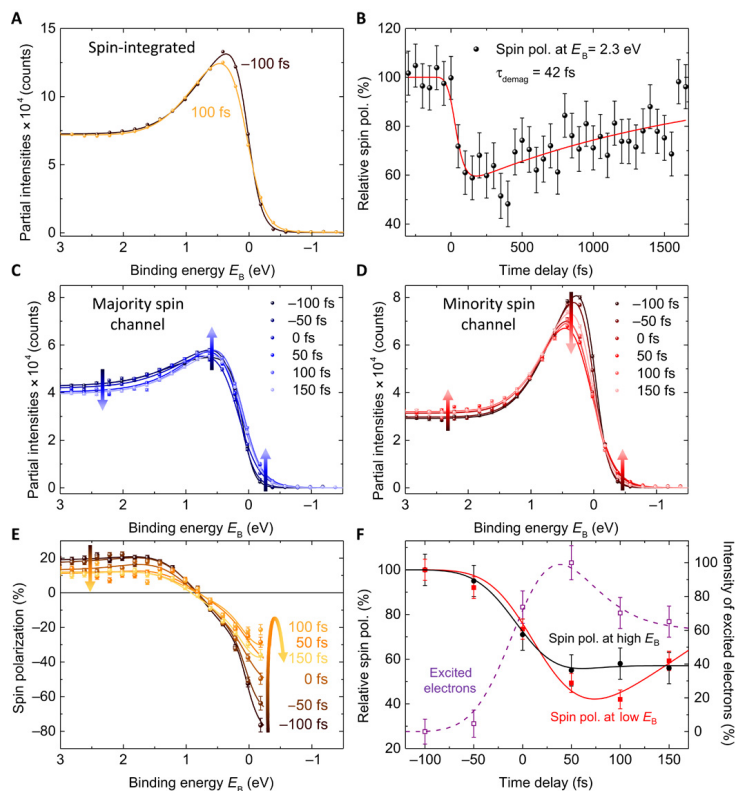 A
Partial intensities × 10⁴ (counts)
15
10
5
0
Spin-integrated
−100 fs
100 fs
3 2 1 0 −1
Binding energy E_B (eV)
B
Relative spin pol. (%)
120
100
80
60
40
Spin pol. at E_B = 2.3 eV
τ_demag = 42 fs
0 500 1000 1500
Time delay (fs)
C
Partial intensities × 10⁴ (counts)
8
6
4
2
0
Majority spin
channel
−100 fs
−50 fs
0 fs
50 fs
100 fs
150 fs
3 2 1 0 −1
Binding energy E_B (eV)
D
Partial intensities × 10⁴ (counts)
8
6
4
2
0
Minority spin
channel
−100 fs
−50 fs
0 fs
50 fs
100 fs
150 fs
3 2 1 0 −1
Binding energy E_B (eV)
E
Spin polarization (%)
20
0
−20
−40
−60
−80
100 fs
50 fs
150 fs
0 fs
−50 fs
−100 fs
3 2 1 0 −1
Binding energy E_B (eV)
F
Relative spin pol. (%)
100
80
60
40
20
Spin pol. at high E_B
Excited
electrons
Spin pol. at low E_B
100
80
60
40
20
0
Intensity of excited electrons (%)
−100 −50 0 50 100 150
Time delay (fs)